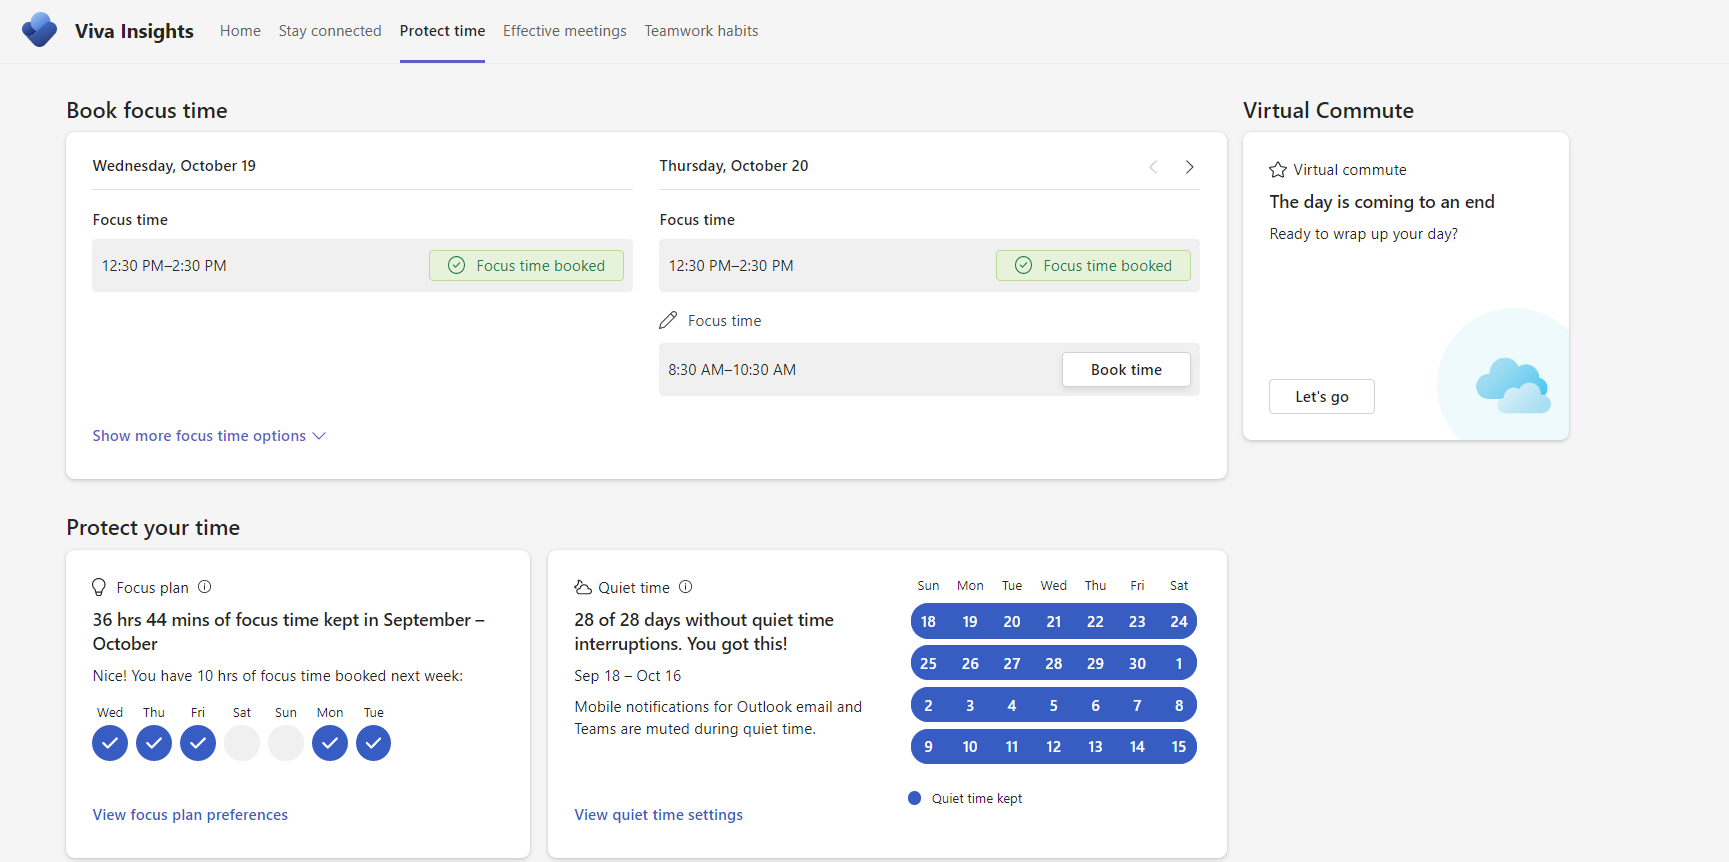 Viva Insights Home Stay connected Protect time Effective meetings Teamwork habits
Book focus time
Wednesday, October 19
Focus time
12:30 PM–2:30 PM Focus time booked
Thursday, October 20
Focus time
12:30 PM–2:30 PM Focus time booked
Focus time
8:30 AM–10:30 AM Book time
Show more focus time options
Virtual Commute
Virtual commute
The day is coming to an end
Ready to wrap up your day?
Let's go
Protect your time
Focus plan
36 hrs 44 mins of focus time kept in September –
October
Nice! You have 10 hrs of focus time booked next week:
Wed Thu Fri Sat Sun Mon Tue
View focus plan preferences
Quiet time
28 of 28 days without quiet time
interruptions. You got this!
Sep 18 – Oct 16
Mobile notifications for Outlook email and
Teams are muted during quiet time.
View quiet time settings
Sun Mon Tue Wed Thu Fri Sat
18 19 20 21 22 23 24
25 26 27 28 29 30 1
2 3 4 5 6 7 8
9 10 11 12 13 14 15
Quiet time kept